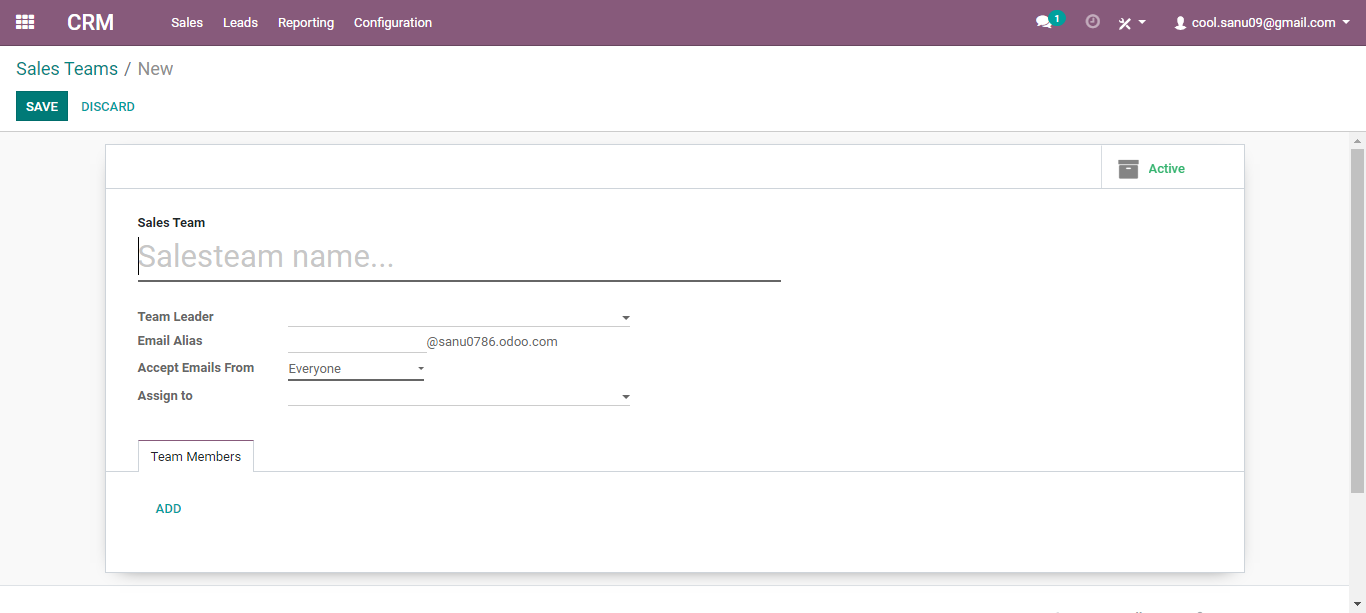 CRM Sales Leads Reporting Configuration 1 cool.sanu09@gmail.com
Sales Teams / New
SAVE DISCARD
Active
Sales Team
Salesteam name...
Team Leader
Email Alias @sanu0786.odoo.com
Accept Emails From Everyone
Assign to
Team Members
ADD